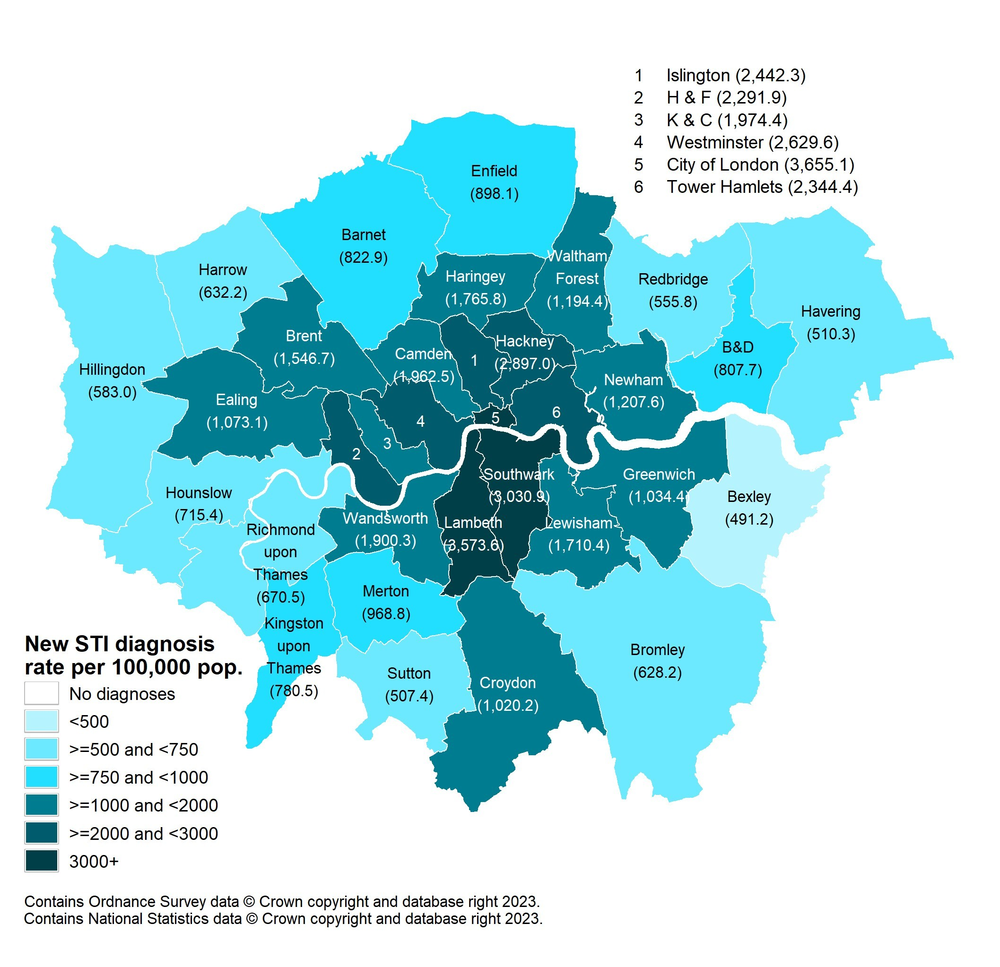 1 Islington (2,442.3)
2 H & F (2,291.9)
3 K & C (1,974.4)
4 Westminster (2,629.6)
5 City of London (3,655.1)
6 Tower Hamlets (2,344.4)
Enfield
(898.1)
Barnet
(822.9)
Harrow
(632.2)
Haringey
(1,765.8)
Waltham
Forest
(1,194.4)
Redbridge
(555.8)
Havering
(510.3)
Brent
(1,546.7)
Camden
(1,962.5)
1
Hackney
(2,897.0)
B&D
(807.7)
Hillingdon
(583.0)
Ealing
(1,073.1)
Newham
(1,207.6)
2
3
4
5
6
Hounslow
(715.4)
Southwark
(3,030.9)
Greenwich
(1,034.4)
Bexley
(491.2)
Richmond
upon
Thames
(670.5)
Wandsworth
(1,900.3)
Lambeth
(3,573.6)
Lewisham
(1,710.4)
Merton
(968.8)
Kingston
upon
Thames
(780.5)
Sutton
(507.4)
Croydon
(1,020.2)
Bromley
(628.2)
New STI diagnosis
rate per 100,000 pop.
No diagnoses
<500
>=500 and <750
>=750 and <1000
>=1000 and <2000
>=2000 and <3000
3000+
Contains Ordnance Survey data © Crown copyright and database right 2023.
Contains National Statistics data © Crown copyright and database right 2023.